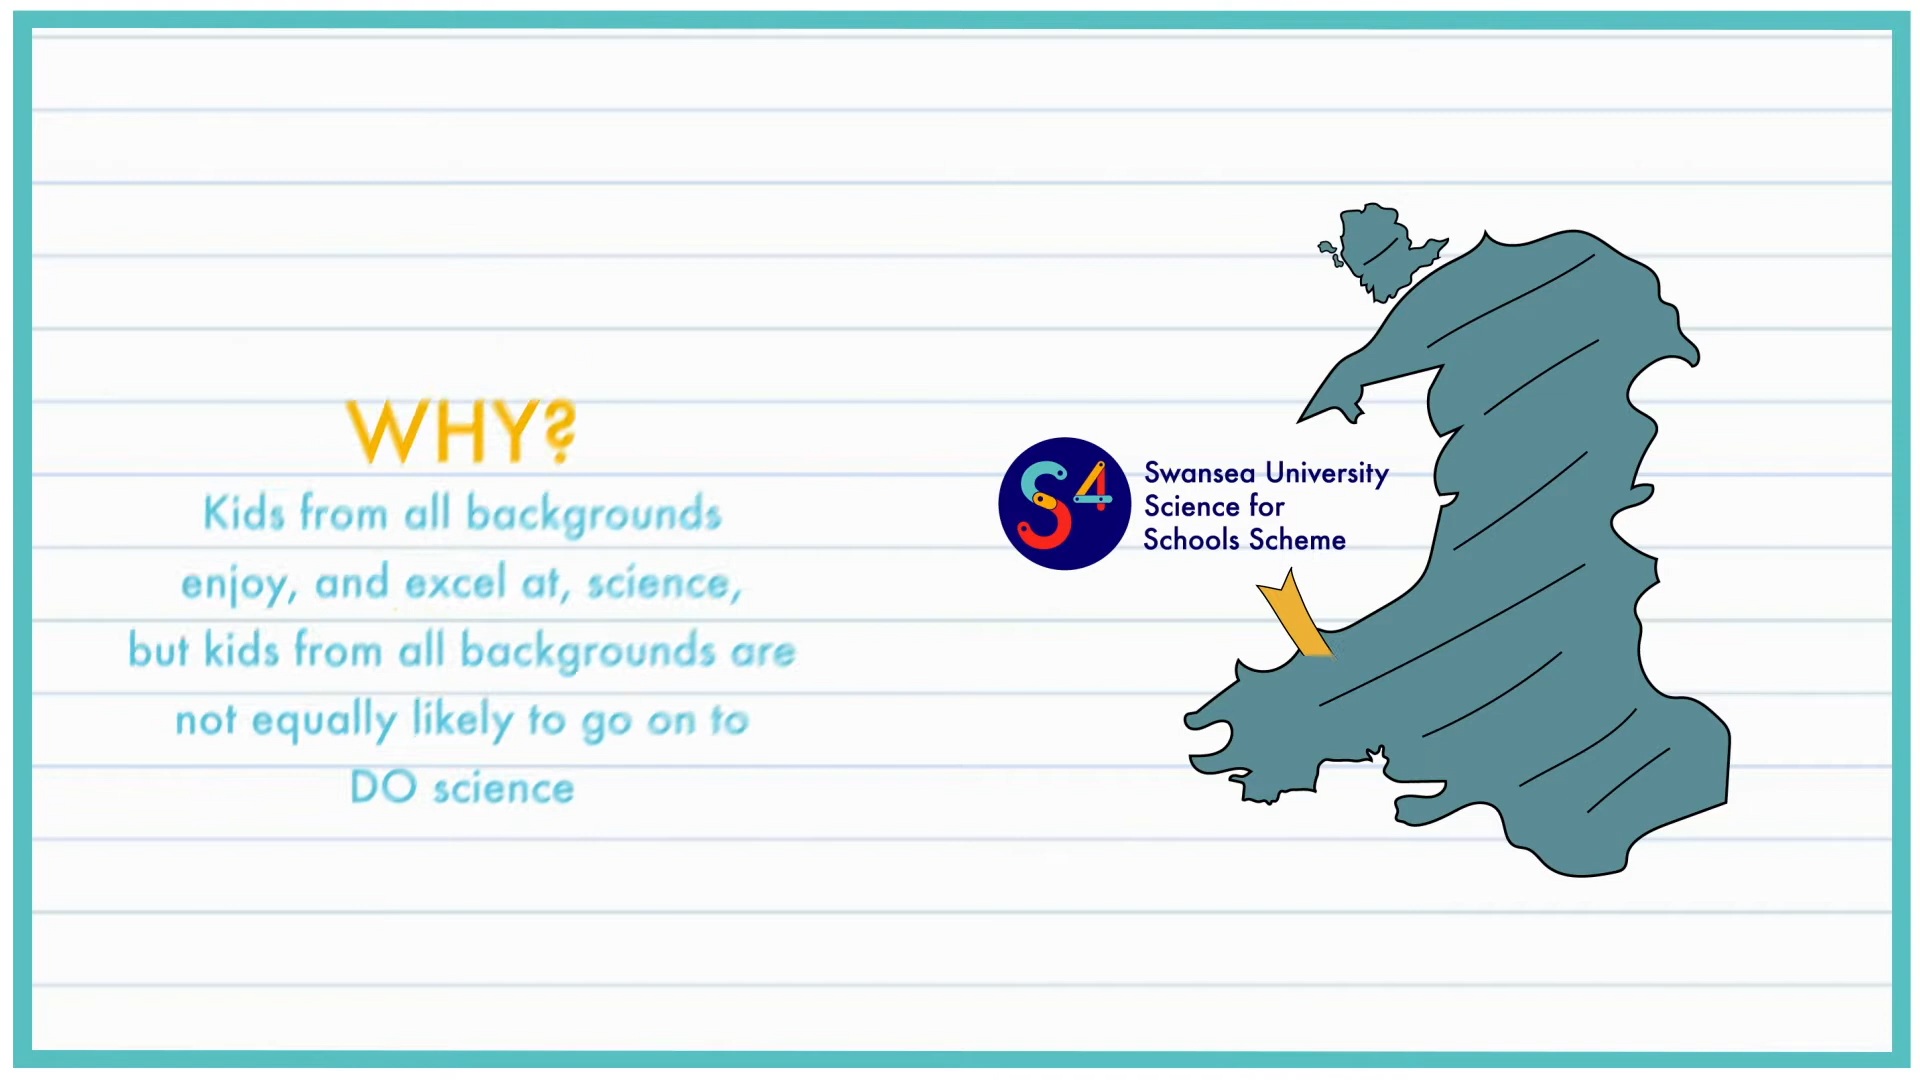 WHY?
Kids from all backgrounds
enjoy, and excel at, science,
but kids from all backgrounds are
not equally likely to go on to
DO science
S4
Swansea University
Science for
Schools Scheme